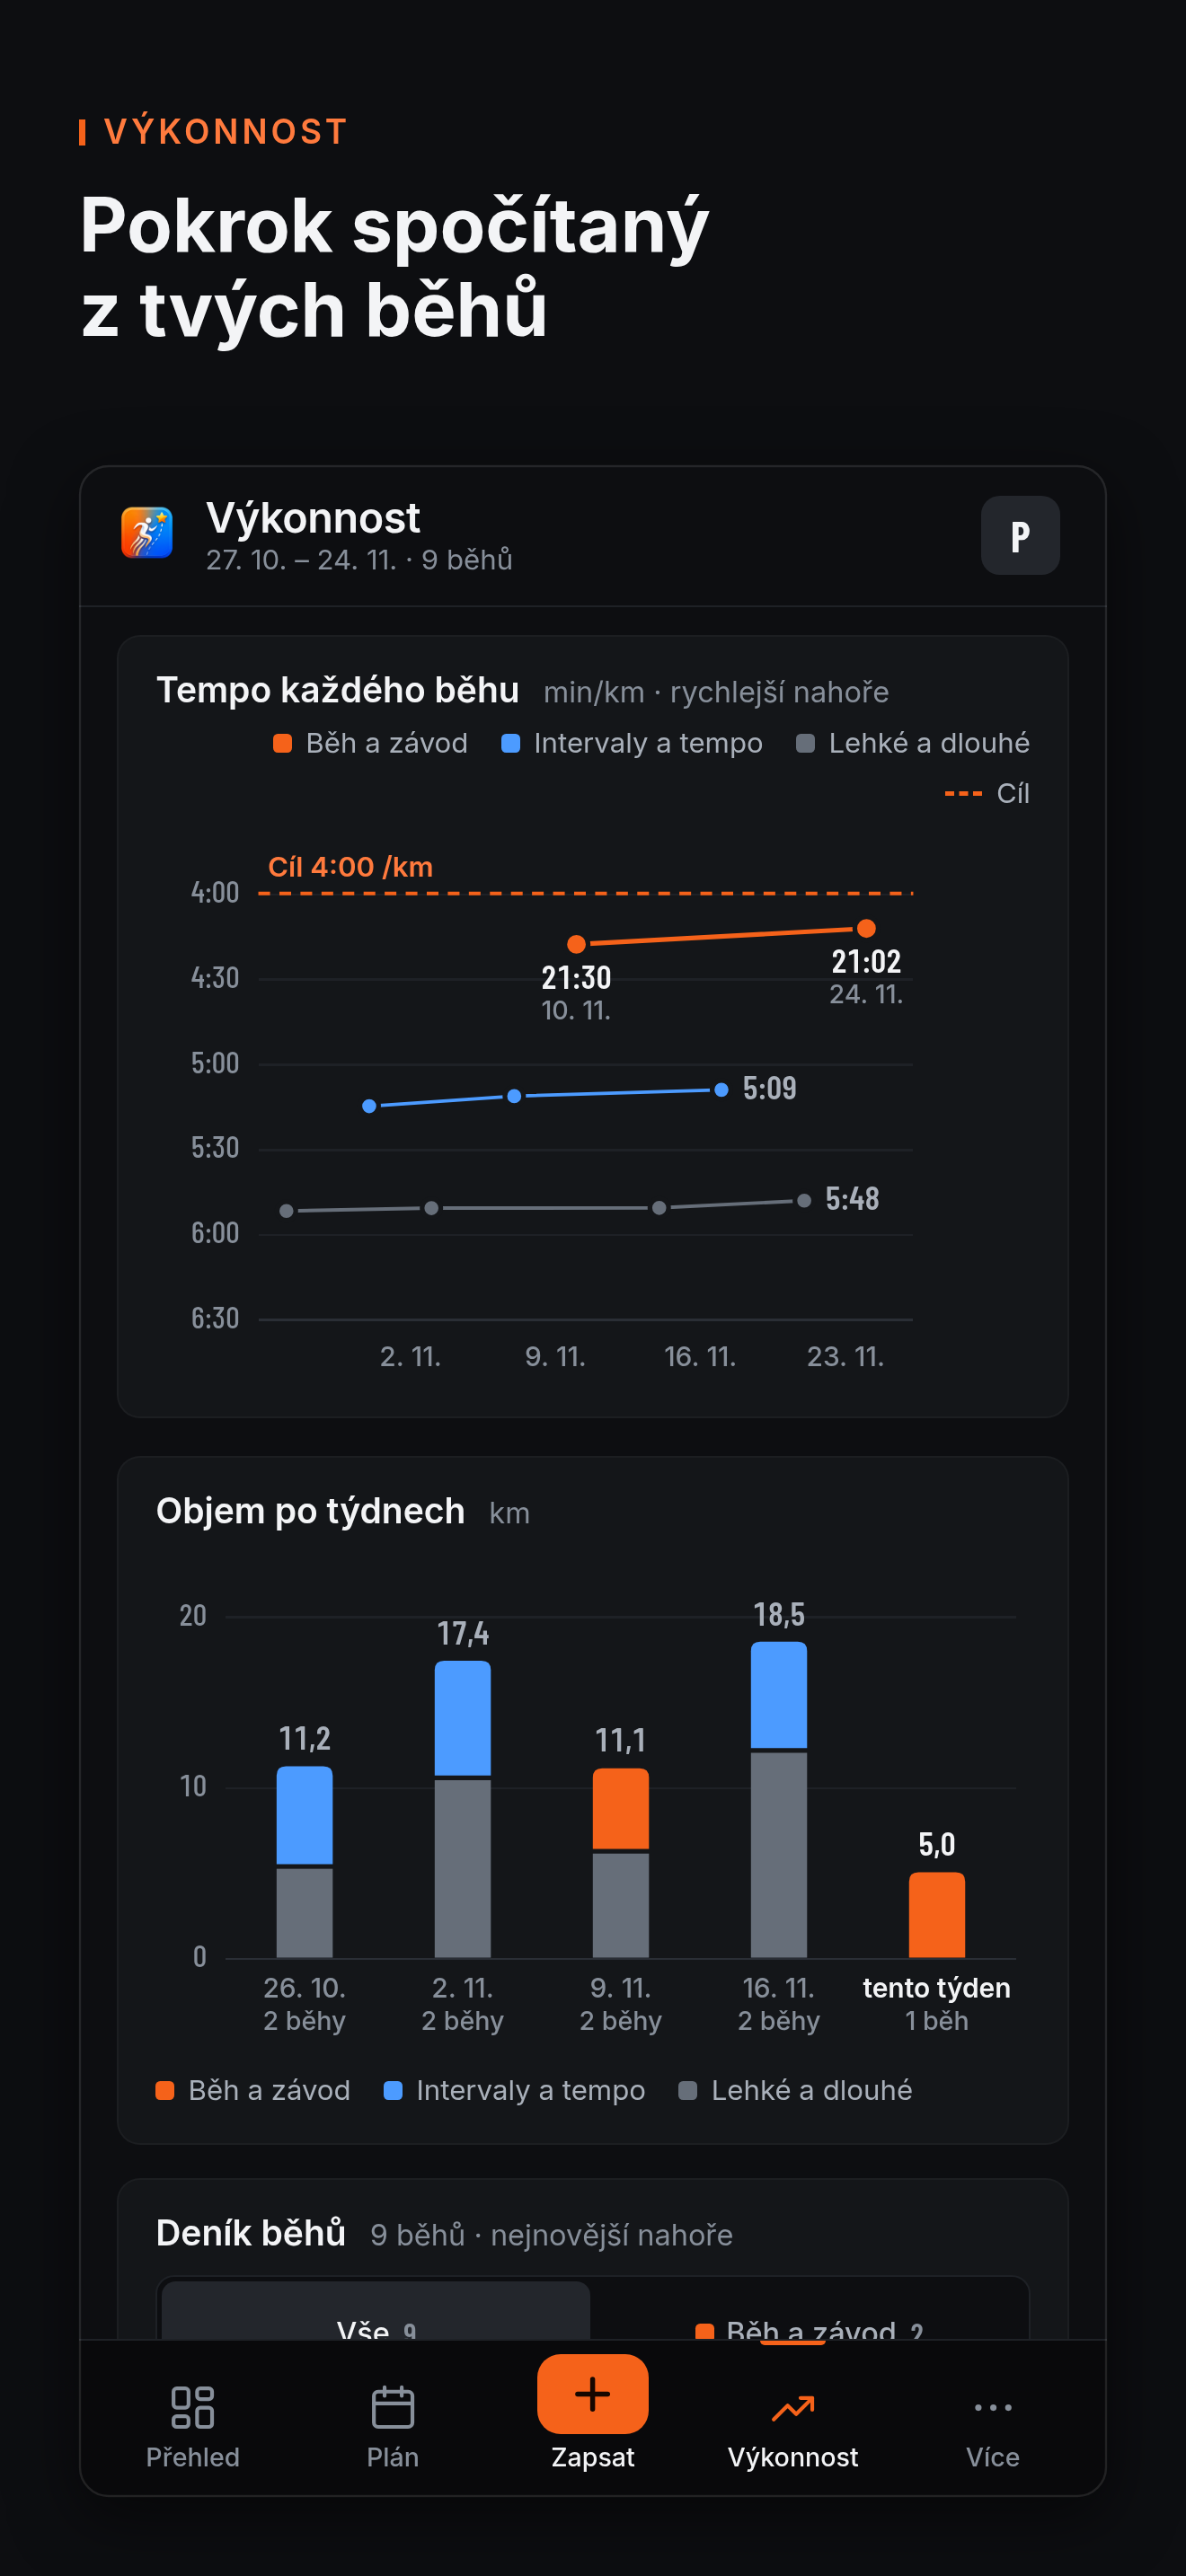 VÝKONNOST
Pokrok spočítaný
z tvých běhů
Výkonnost
27. 10. – 24. 11. · 9 běhů
P
Tempo každého běhu min/km · rychlejší nahoře
Běh a závod Intervaly a tempo Lehké a dlouhé
Cíl
Cíl 4:00 /km
4:00
21:30
10. 11.
21:02
24. 11.
4:30
5:00
5:09
5:30
5:48
6:00
6:30
2. 11. 9. 11. 16. 11. 23. 11.
Objem po týdnech km
20
17,4
18,5
11,2
11,1
10
5,0
0
26. 10. 2. 11. 9. 11. 16. 11. tento týden
2 běhy 2 běhy 2 běhy 2 běhy 1 běh
Běh a závod Intervaly a tempo Lehké a dlouhé
Deník běhů 9 běhů · nejnovější nahoře
Vše 9 Běh a závod 2
Přehled Plán Zapsat Výkonnost Více